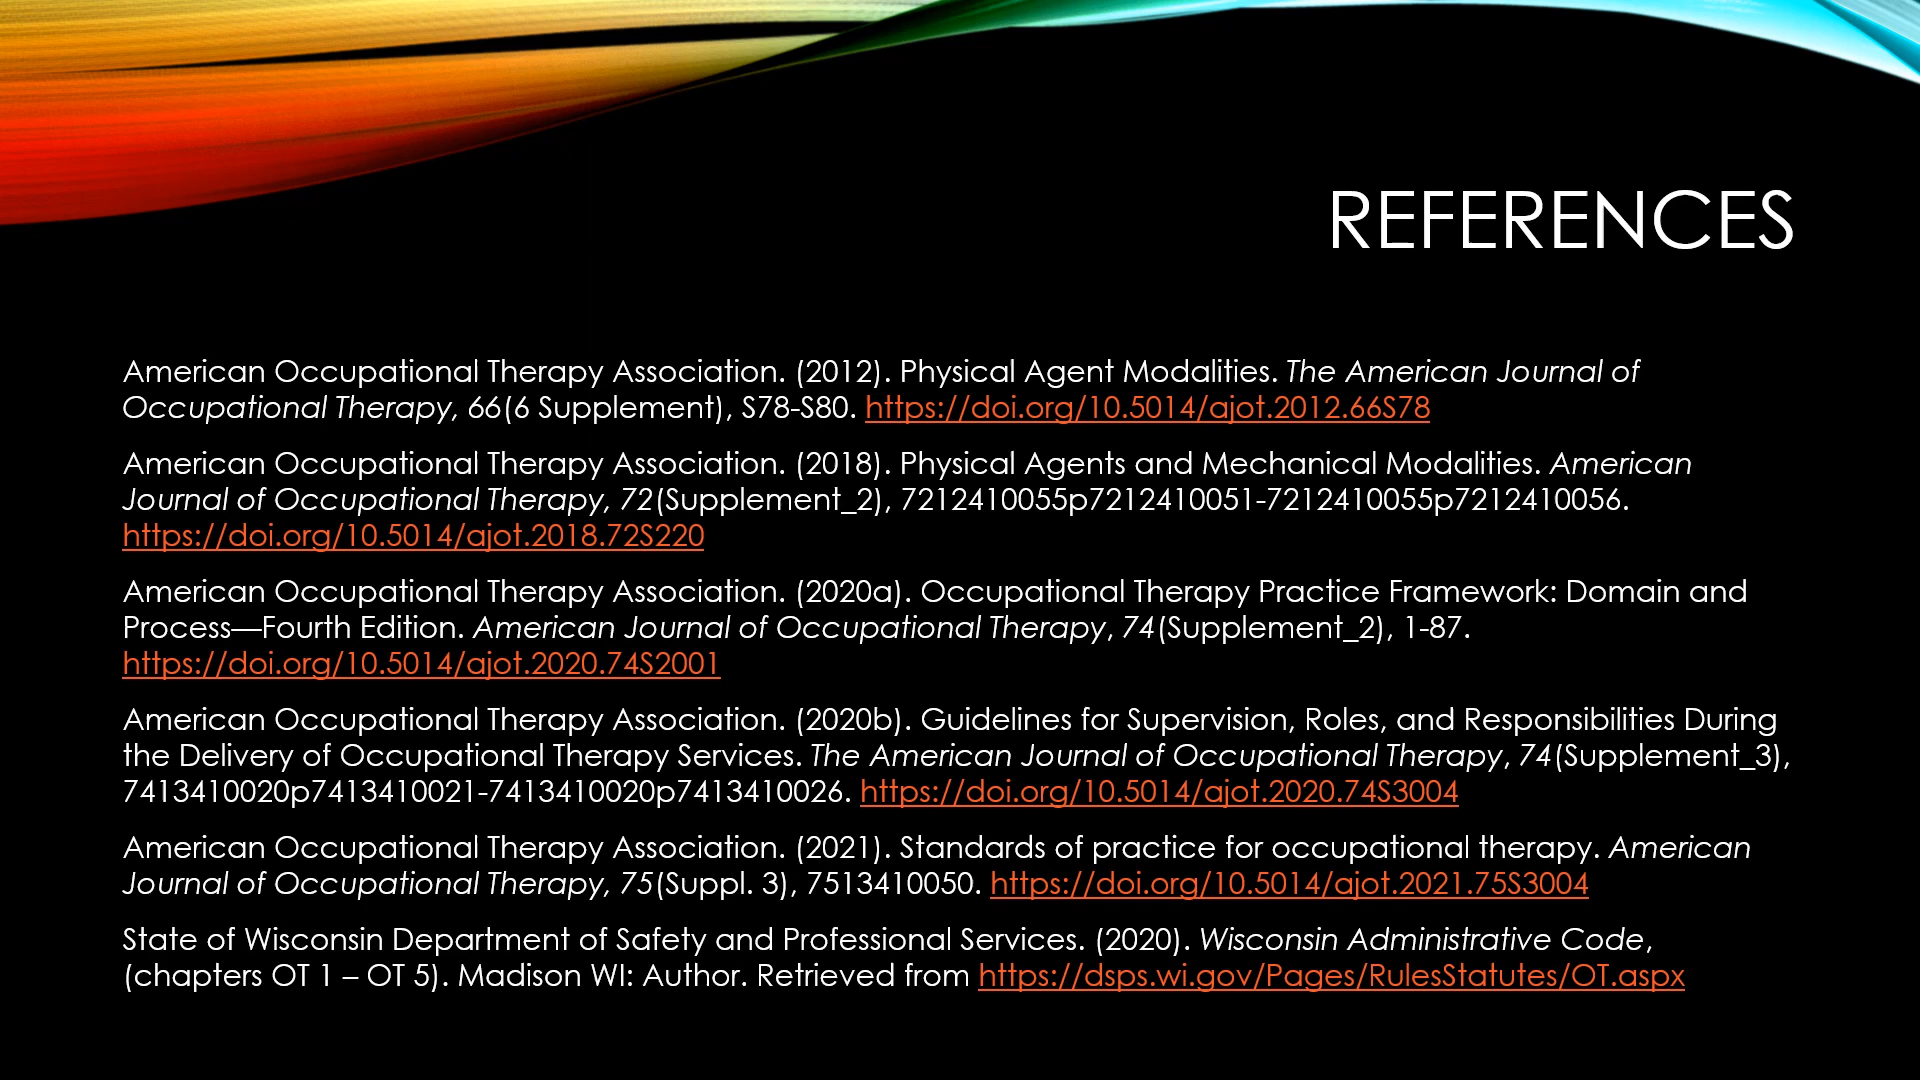 REFERENCES
American Occupational Therapy Association. (2012). Physical Agent Modalities. The American Journal of
Occupational Therapy, 66(6 Supplement), S78-S80. https://doi.org/10.5014/ajot.2012.66S78
American Occupational Therapy Association. (2018). Physical Agents and Mechanical Modalities. American
Journal of Occupational Therapy, 72(Supplement_2), 7212410055p7212410051-7212410055p7212410056.
https://doi.org/10.5014/ajot.2018.72S220
American Occupational Therapy Association. (2020a). Occupational Therapy Practice Framework: Domain and
Process—Fourth Edition. American Journal of Occupational Therapy, 74(Supplement_2), 1-87.
https://doi.org/10.5014/ajot.2020.74S2001
American Occupational Therapy Association. (2020b). Guidelines for Supervision, Roles, and Responsibilities During
the Delivery of Occupational Therapy Services. The American Journal of Occupational Therapy, 74(Supplement_3),
7413410020p7413410021-7413410020p7413410026. https://doi.org/10.5014/ajot.2020.74S3004
American Occupational Therapy Association. (2021). Standards of practice for occupational therapy. American
Journal of Occupational Therapy, 75(Suppl. 3), 7513410050. https://doi.org/10.5014/ajot.2021.75S3004
State of Wisconsin Department of Safety and Professional Services. (2020). Wisconsin Administrative Code,
(chapters OT 1 – OT 5). Madison WI: Author. Retrieved from https://dsps.wi.gov/Pages/RulesStatutes/OT.aspx